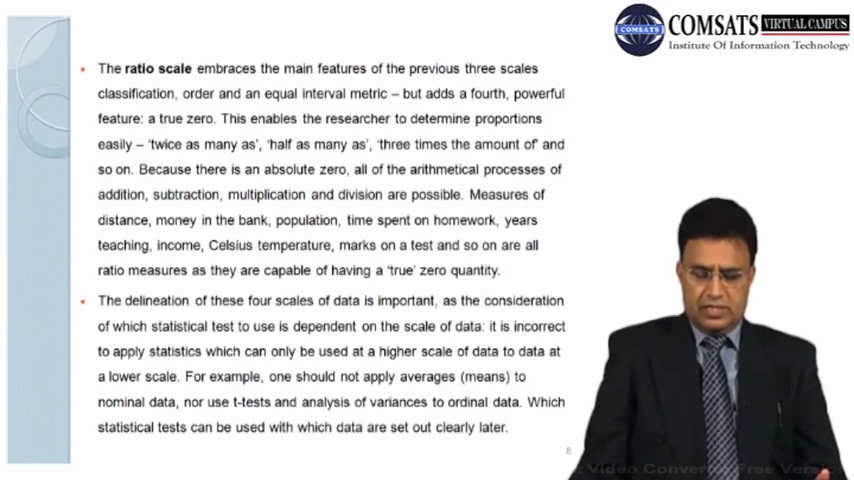 COMSATS VIRTUAL CAMPUS
COMSATS
Institute Of Information Technology
• The ratio scale embraces the main features of the previous three scales
classification, order and an equal interval metric – but adds a fourth, powerful
feature: a true zero. This enables the researcher to determine proportions
easily – 'twice as many as', 'half as many as', 'three times the amount of' and
so on. Because there is an absolute zero, all of the arithmetical processes of
addition, subtraction, multiplication and division are possible. Measures of
distance, money in the bank, population, time spent on homework, years
teaching, income, Celsius temperature, marks on a test and so on are all
ratio measures as they are capable of having a 'true' zero quantity.
• The delineation of these four scales of data is important, as the consideration
of which statistical test to use is dependent on the scale of data: it is incorrect
to apply statistics which can only be used at a higher scale of data to data at
a lower scale. For example, one should not apply averages (means) to
nominal data, nor use t-tests and analysis of variances to ordinal data. Which
statistical tests can be used with which data are set out clearly later.
8
Video Converter Free Version